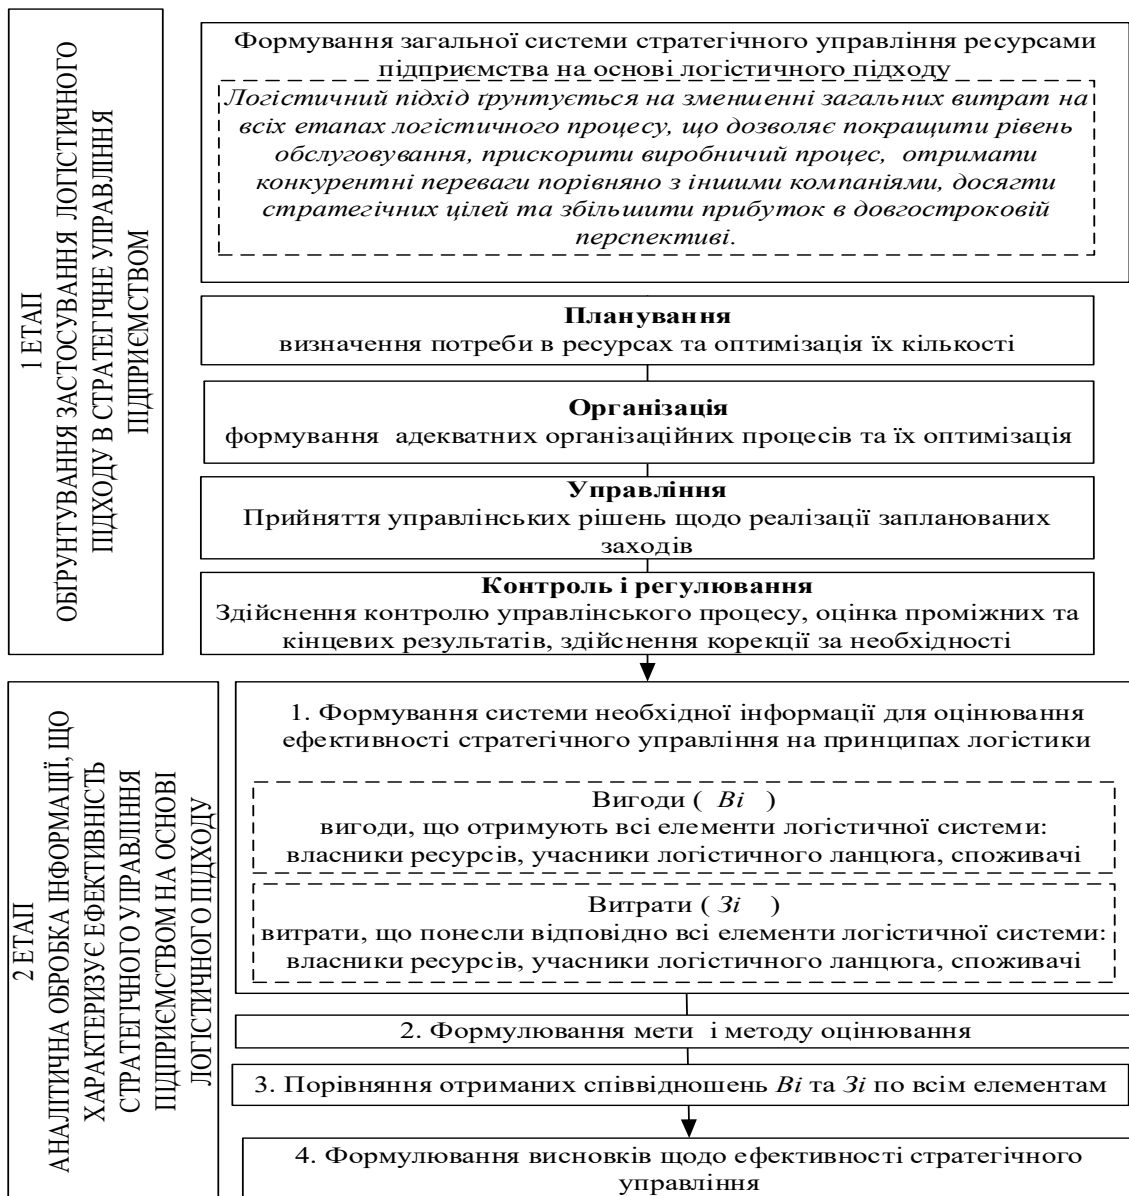 1 ЕТАП
ОБҐРУНТУВАННЯ ЗАСТОСУВАННЯ ЛОГІСТИЧНОГО
ПІДХОДУ В СТРАТЕГІЧНЕ УПРАВЛІННЯ
ПІДПРИЄМСТВОМ
Формування загальної системи стратегічного управління ресурсами
підприємства на основі логістичного підходу
Логістичний підхід ґрунтується на зменшенні загальних витрат на
всіх етапах логістичного процесу, що дозволяє покращити рівень
обслуговування, прискорити виробничий процес, отримати
конкурентні переваги порівняно з іншими компаніями, досягти
стратегічних цілей та збільшити прибуток в довгостроковій
перспективі.
Планування
визначення потреби в ресурсах та оптимізація їх кількості
Організація
формування адекватних організаційних процесів та їх оптимізація
Управління
Прийняття управлінських рішень щодо реалізації запланованих
заходів
Контроль і регулювання
Здійснення контролю управлінського процесу, оцінка проміжних та
кінцевих результатів, здійснення корекції за необхідності
2 ЕТАП
АНАЛІТИЧНА ОБРОБКА ІНФОРМАЦІЇ, ЩО
ХАРАКТЕРИЗУЄ ЕФЕКТИВНІСТЬ
СТРАТЕГІЧНОГО УПРАВЛІННЯ
ПІДПРИЄМСТВОМ НА ОСНОВІ
ЛОГІСТИЧНОГО ПІДХОДУ
1. Формування системи необхідної інформації для оцінювання
ефективності стратегічного управління на принципах логістики
Вигоди ( Ві )
вигоди, що отримують всі елементи логістичної системи:
власники ресурсів, учасники логістичного ланцюга, споживачі
Витрати ( Зі )
витрати, що понесли відповідно всі елементи логістичної системи:
власники ресурсів, учасники логістичного ланцюга, споживачі
2. Формулювання мети і методу оцінювання
3. Порівняння отриманих співвідношень Ві та Зі по всім елементам
4. Формулювання висновків щодо ефективності стратегічного
управління